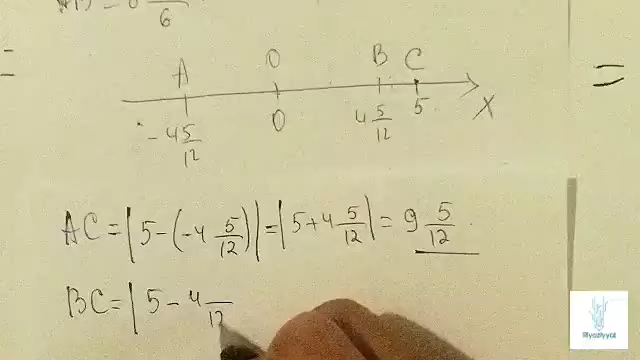 6
A O B C
-4 5/12 0 4 5/12 5 X
AC = |5 - (-4 5/12)| = |5 + 4 5/12| = 9 5/12
BC = |5 - 4 /12
Riyaziyyat